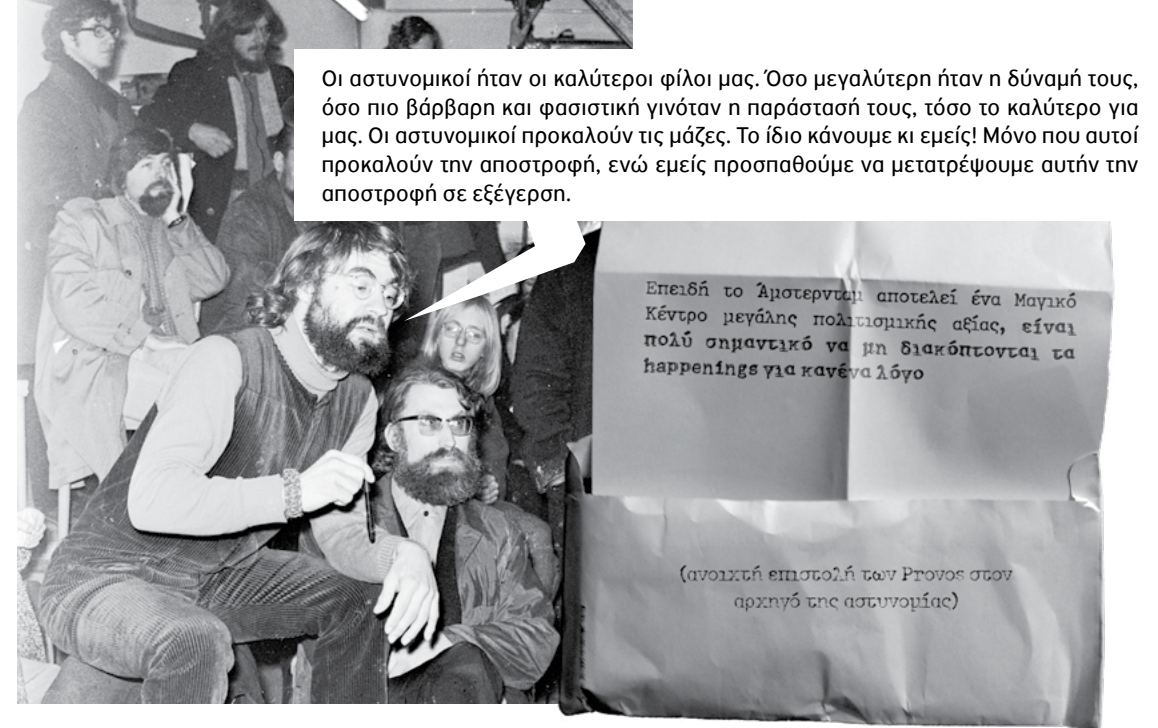 Οι αστυνομικοί ήταν οι καλύτεροι φίλοι μας. Όσο μεγαλύτερη ήταν η δύναμή τους,
όσο πιο βάρβαρη και φασιστική γινόταν η παράστασή τους, τόσο το καλύτερο για
μας. Οι αστυνομικοί προκαλούν τις μάζες. Το ίδιο κάνουμε κι εμείς! Μόνο που αυτοί
προκαλούν την αποστροφή, ενώ εμείς προσπαθούμε να μετατρέψουμε αυτήν την
αποστροφή σε εξέγερση.
Επειδή το Άμστερνταμ αποτελεί ένα Μαγικό
Κέντρο μεγάλης πολιτισμικής αξίας, είναι
πολύ σημαντικό να μη διακόπτονται τα
happenings για κανένα λόγο
(ανοιχτή επιστολή των Provos στον
αρχηγό της αστυνομίας)